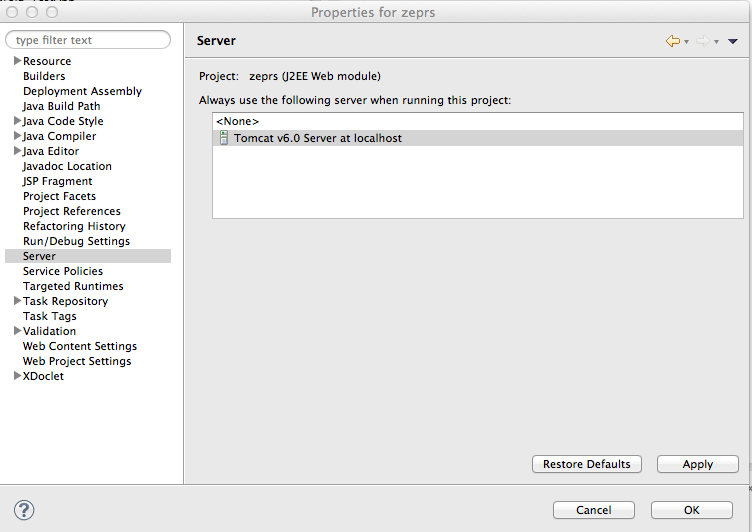 Properties for zeprs
type filter text
Resource
Builders
Deployment Assembly
Java Build Path
Java Code Style
Java Compiler
Java Editor
Javadoc Location
JSP Fragment
Project Facets
Project References
Refactoring History
Run/Debug Settings
Server
Service Policies
Targeted Runtimes
Task Repository
Task Tags
Validation
Web Content Settings
Web Project Settings
XDoclet
Server
Project: zeprs (J2EE Web module)
Always use the following server when running this project:
<None>
Tomcat v6.0 Server at localhost
Restore Defaults
Apply
?
Cancel
OK